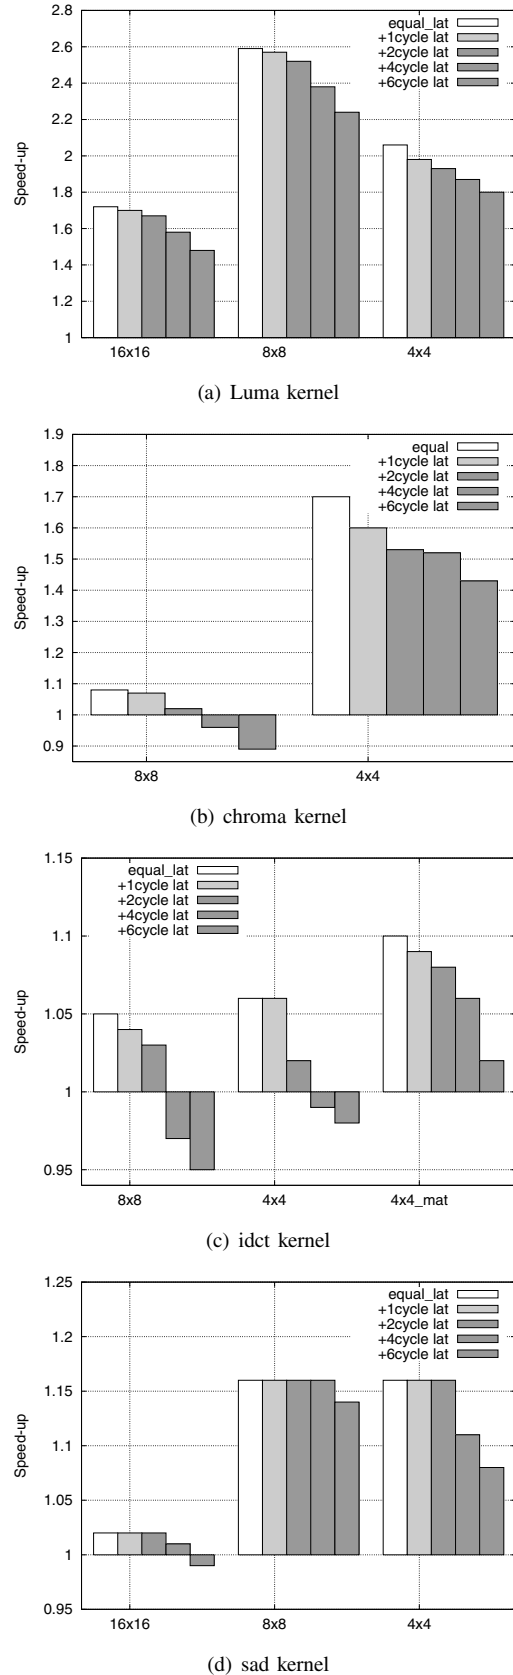 2.8
equal_lat
+1cycle lat
2.6
+2cycle lat
+4cycle lat
2.4
+6cycle lat
2.2
2
1.8
1.6
1.4
1.2
1
Speed-up
16x16 8x8 4x4
(a) Luma kernel
1.9
equal
1.8
+1cycle lat
+2cycle lat
1.7
+4cycle lat
+6cycle lat
1.6
1.5
1.4
1.3
1.2
1.1
1
0.9
Speed-up
8x8 4x4
(b) chroma kernel
1.15
equal_lat
+1cycle lat
+2cycle lat
+4cycle lat
+6cycle lat
1.1
1.05
1
0.95
Speed-up
8x8 4x4 4x4_mat
(c) idct kernel
1.25
equal_lat
+1cycle lat
+2cycle lat
+4cycle lat
+6cycle lat
1.2
1.15
1.1
1.05
1
0.95
Speed-up
16x16 8x8 4x4
(d) sad kernel